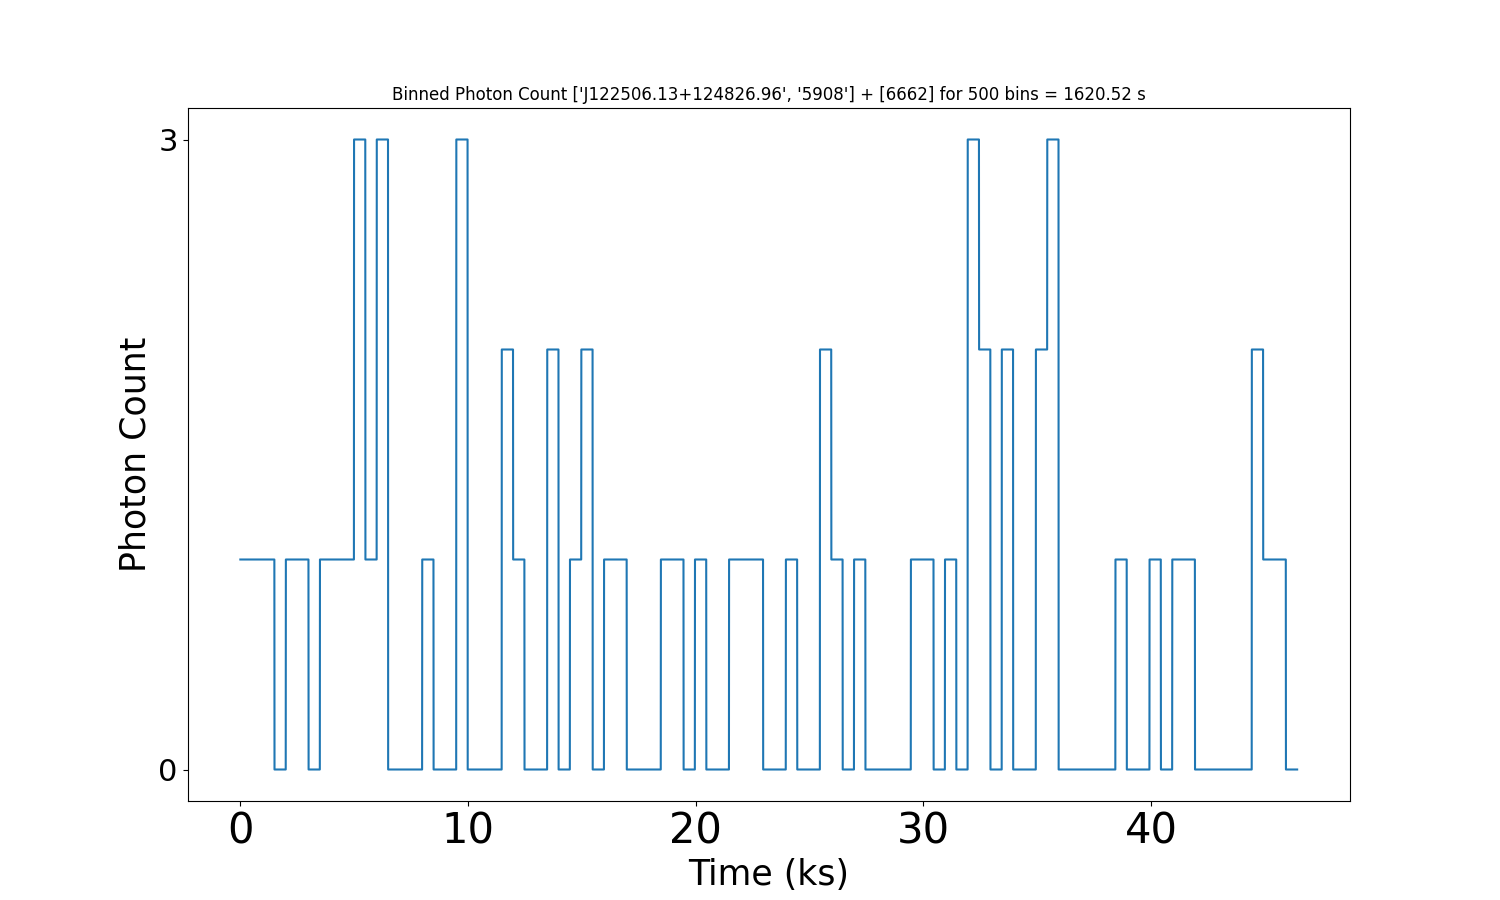 Binned Photon Count ['J122506.13+124826.96', '5908'] + [6662] for 500 bins = 1620.52 s
3
0
Photon Count
0 10 20 30 40
Time (ks)